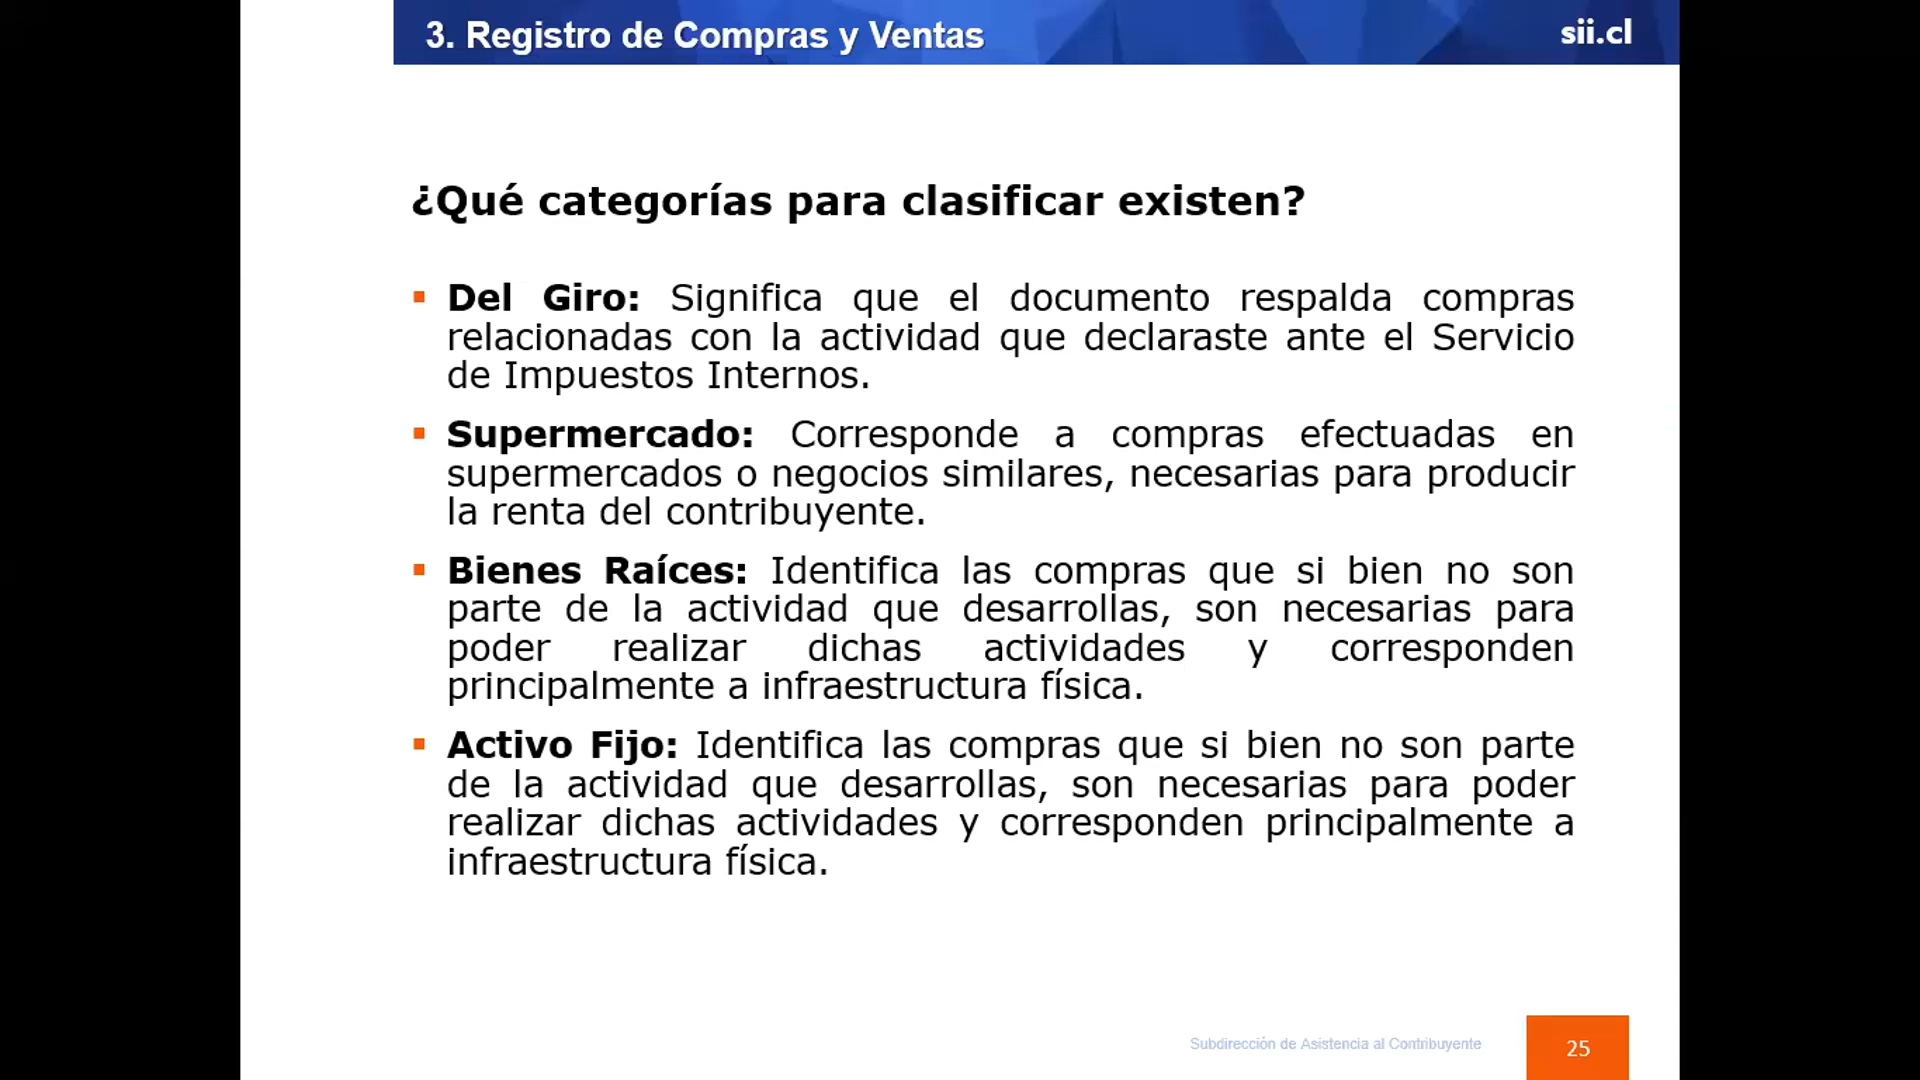 3. Registro de Compras y Ventas
sii.cl
¿Qué categorías para clasificar existen?
▪ Del Giro: Significa que el documento respalda compras
relacionadas con la actividad que declaraste ante el Servicio
de Impuestos Internos.
▪ Supermercado: Corresponde a compras efectuadas en
supermercados o negocios similares, necesarias para producir
la renta del contribuyente.
▪ Bienes Raíces: Identifica las compras que si bien no son
parte de la actividad que desarrollas, son necesarias para
poder realizar dichas actividades y corresponden
principalmente a infraestructura física.
▪ Activo Fijo: Identifica las compras que si bien no son parte
de la actividad que desarrollas, son necesarias para poder
realizar dichas actividades y corresponden principalmente a
infraestructura física.
Subdirección de Asistencia al Contribuyente
25